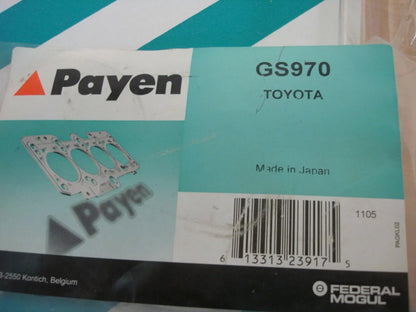 Payen
GS970
TOYOTA
Made in Japan
1105
Payen
6 13313 23917 5
B-2550 Kontich, Belgium
FEDERAL
MOGUL